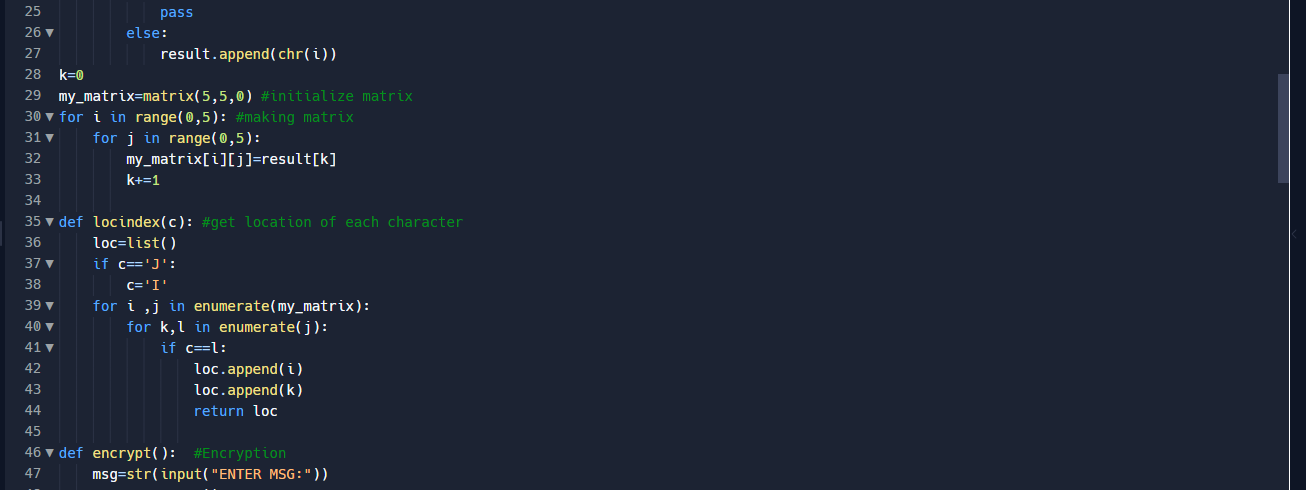 25 pass
26 else:
27 result.append(chr(i))
28 k=0
29 my_matrix=matrix(5,5,0) #initialize matrix
30 for i in range(0,5): #making matrix
31 for j in range(0,5):
32 my_matrix[i][j]=result[k]
33 k+=1
34
35 def locindex(c): #get location of each character
36 loc=list()
37 if c=='J':
38 c='I'
39 for i ,j in enumerate(my_matrix):
40 for k,l in enumerate(j):
41 if c==l:
42 loc.append(i)
43 loc.append(k)
44 return loc
45
46 def encrypt():  #Encryption
47 msg=str(input("ENTER MSG:"))